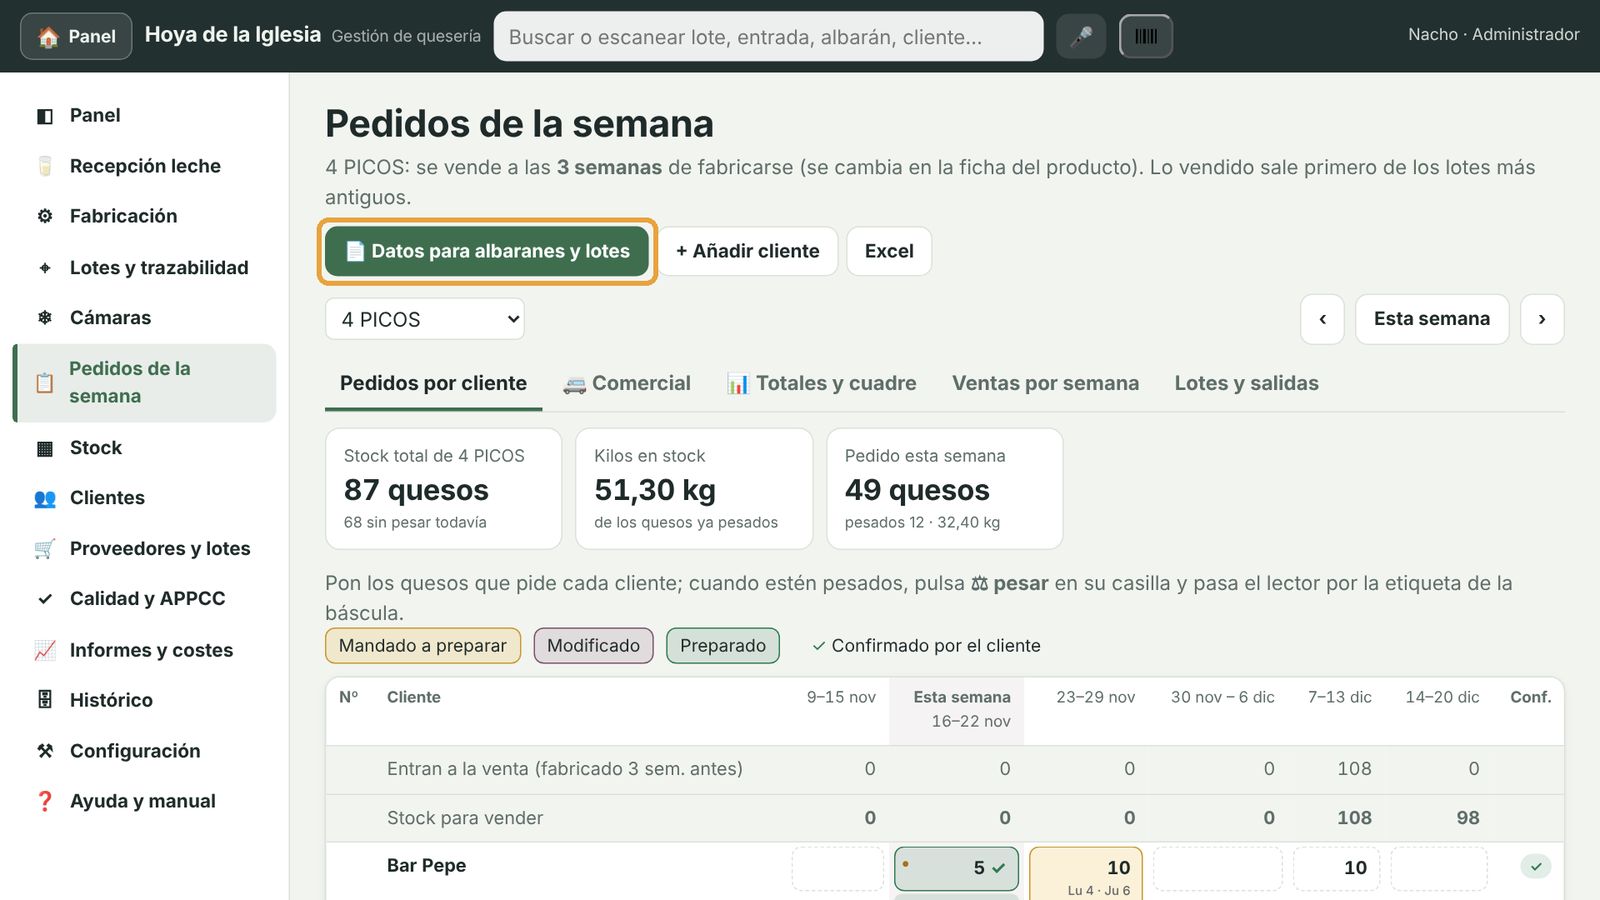 Panel
Hoya de la Iglesia Gestión de quesería
Buscar o escanear lote, entrada, albarán, cliente...
Nacho · Administrador
Panel
Recepción leche
Fabricación
Lotes y trazabilidad
Cámaras
Pedidos de la
semana
Stock
Clientes
Proveedores y lotes
Calidad y APPCC
Informes y costes
Histórico
Configuración
Ayuda y manual
Pedidos de la semana
4 PICOS: se vende a las 3 semanas de fabricarse (se cambia en la ficha del producto). Lo vendido sale primero de los lotes más
antiguos.
Datos para albaranes y lotes
+ Añadir cliente
Excel
4 PICOS
‹ Esta semana ›
Pedidos por cliente
Comercial
Totales y cuadre
Ventas por semana
Lotes y salidas
Stock total de 4 PICOS
87 quesos
68 sin pesar todavía
Kilos en stock
51,30 kg
de los quesos ya pesados
Pedido esta semana
49 quesos
pesados 12 · 32,40 kg
Pon los quesos que pide cada cliente; cuando estén pesados, pulsa ⚖ pesar en su casilla y pasa el lector por la etiqueta de la
báscula.
Mandado a preparar
Modificado
Preparado
✓ Confirmado por el cliente
Nº Cliente 9–15 nov Esta semana 23–29 nov 30 nov – 6 dic 7–13 dic 14–20 dic Conf.
16–22 nov
Entran a la venta (fabricado 3 sem. antes) 0 0 0 0 108 0
Stock para vender 0 0 0 0 108 98
Bar Pepe 5 ✓ 10 10 ✓
Lu 4 · Ju 6